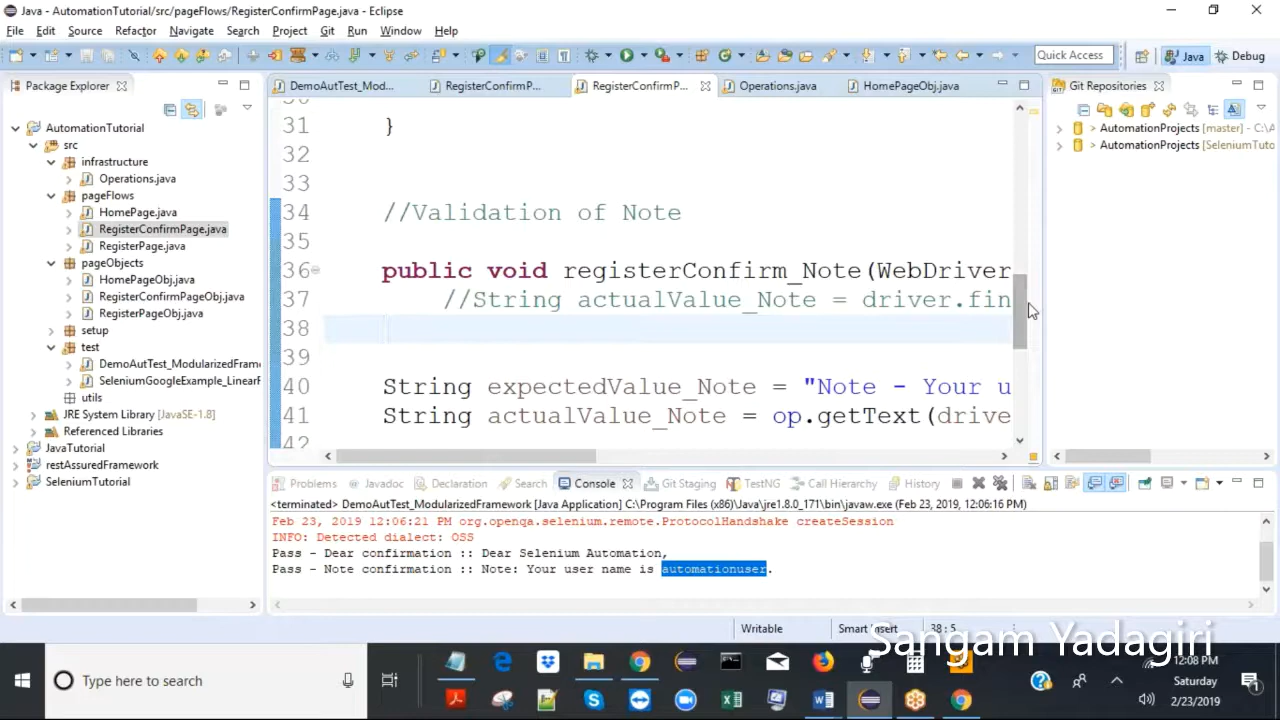 Java - AutomationTutorial/src/pageFlows/RegisterConfirmPage.java - Eclipse
File Edit Source Refactor Navigate Search Project Git Run Window Help
Quick Access
Java
Debug
Package Explorer
AutomationTutorial
src
infrastructure
Operations.java
pageFlows
HomePage.java
RegisterConfirmPage.java
RegisterPage.java
pageObjects
HomePageObj.java
RegisterConfirmPageObj.java
RegisterPageObj.java
setup
test
DemoAutTest_ModularizedFrame
SeleniumGoogleExample_LinearF
utils
JRE System Library [JavaSE-1.8]
Referenced Libraries
JavaTutorial
restAssuredFramework
SeleniumTutorial
DemoAutTest_Mod...
RegisterConfirmP...
RegisterConfirmP...
Operations.java
HomePageObj.java
31 }
32
33
34 //Validation of Note
35
36 public void registerConfirm_Note(WebDriver
37 //String actualValue_Note = driver.fin
38
39
40 String expectedValue_Note = "Note - Your u
41 String actualValue_Note = op.getText(drive
42
Git Repositories
> AutomationProjects [master] - C:\A
> AutomationProjects [SeleniumTuto
Problems
Javadoc
Declaration
Search
Console
Git Staging
TestNG
Call Hierarchy
History
<terminated> DemoAutTest_ModularizedFramework [Java Application] C:\Program Files (x86)\Java\jre1.8.0_171\bin\javaw.exe (Feb 23, 2019, 12:06:16 PM)
Feb 23, 2019 12:06:21 PM org.openqa.selenium.remote.ProtocolHandshake createSession
INFO: Detected dialect: OSS
Pass - Dear confirmation :: Dear Selenium Automation,
Pass - Note confirmation :: Note: Your user name is automationuser.
Writable
Smart Insert
38 : 5
Sangam Yadagiri
Type here to search
12:08 PM
Saturday
2/23/2019